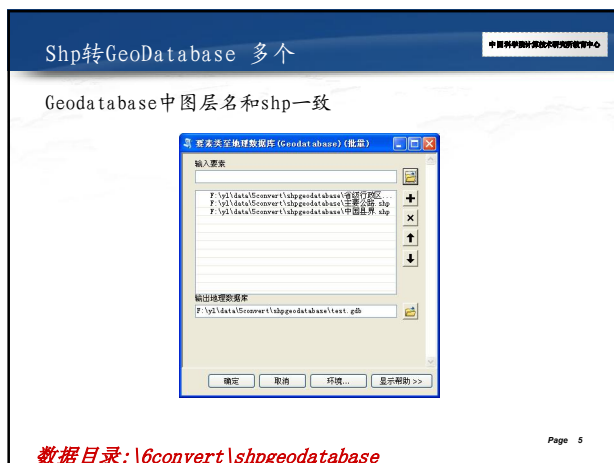 Shp转GeoDatabase 多个
中国科学院计算技术研究所教育中心
Geodatabase中图层名和shp一致
要素类至地理数据库(Geodatabase)(批量)
输入要素
F:\yl\data\5convert\shpgeodatabase\省级行政区...
F:\yl\data\5convert\shpgeodatabase\主要公路.shp
F:\yl\data\5convert\shpgeodatabase\中国县界.shp
输出地理数据库
F:\yl\data\5convert\shpgeodatabase\text.gdb
确定 取消 环境... 显示帮助 >>
Page 5
数据目录:\6convert\shpgeodatabase